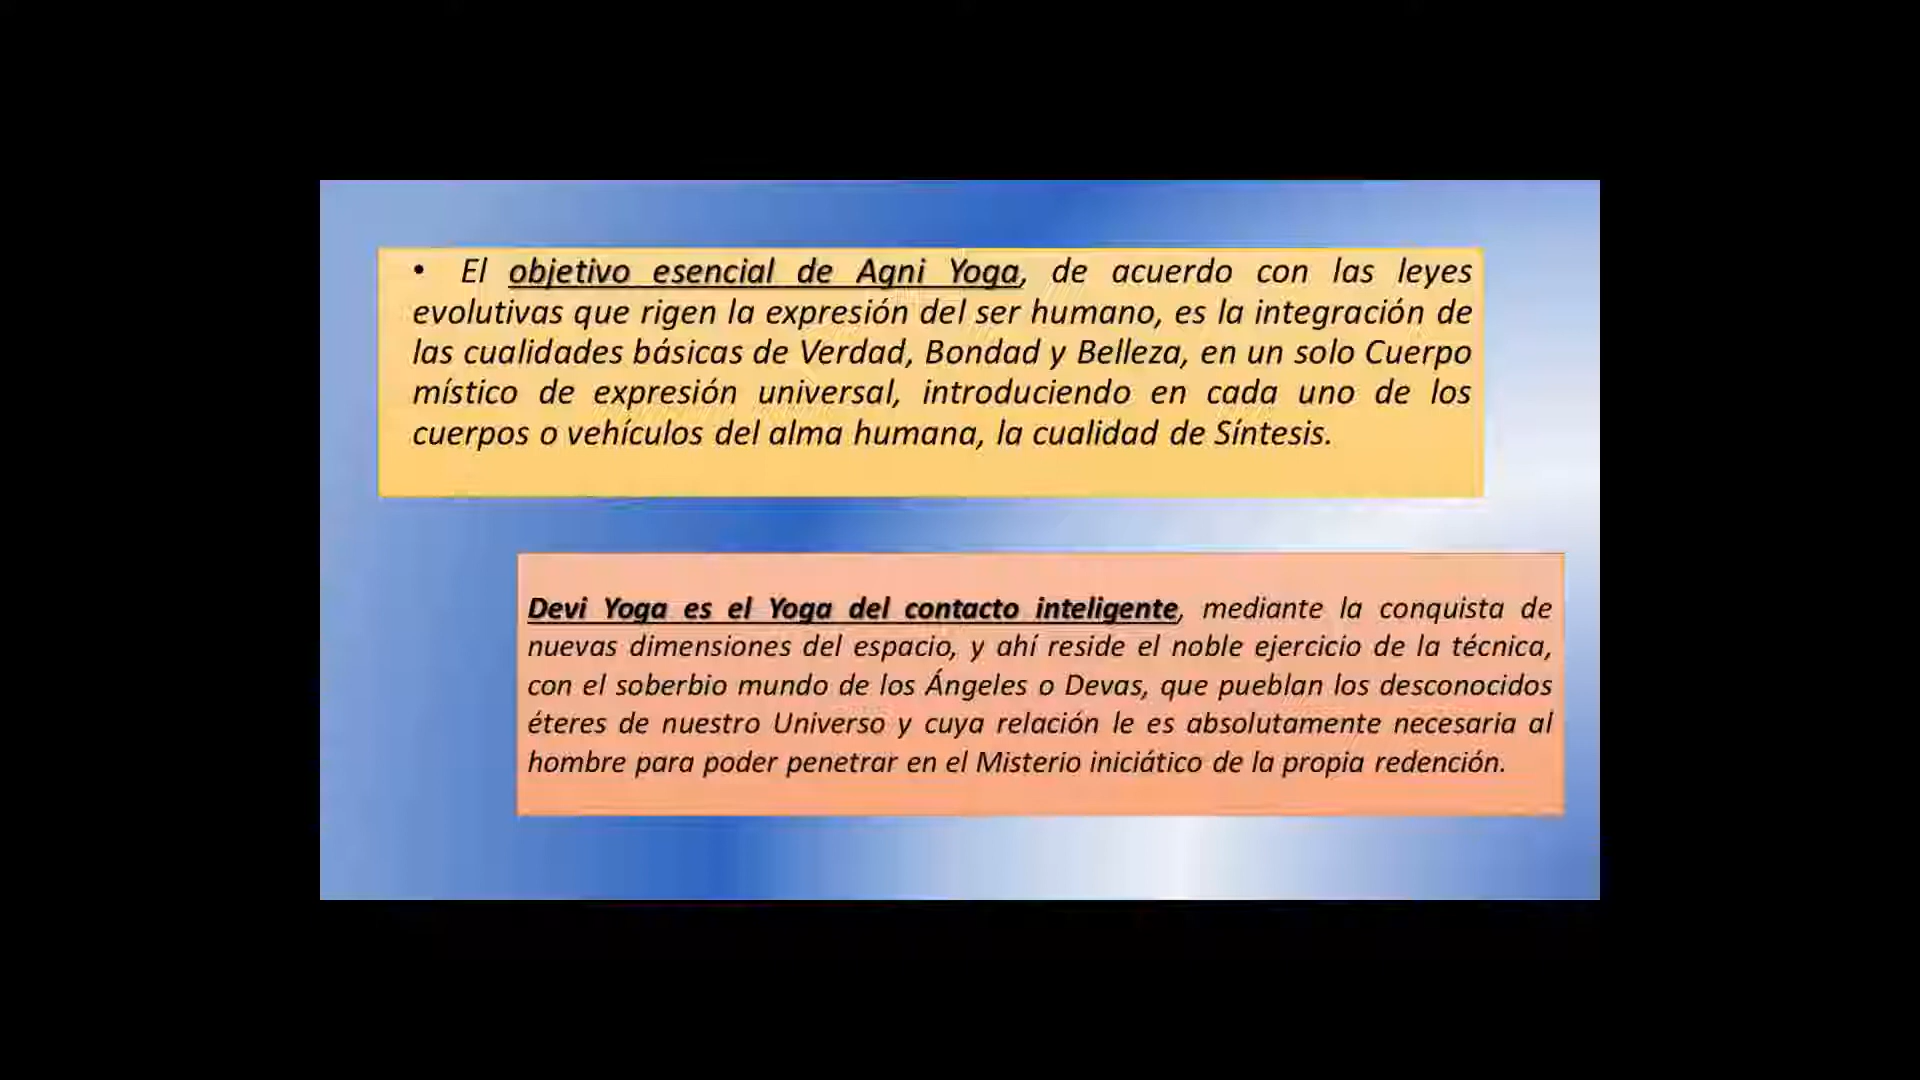 • El objetivo esencial de Agni Yoga, de acuerdo con las leyes
evolutivas que rigen la expresión del ser humano, es la integración de
las cualidades básicas de Verdad, Bondad y Belleza, en un solo Cuerpo
místico de expresión universal, introduciendo en cada uno de los
cuerpos o vehículos del alma humana, la cualidad de Síntesis.
Devi Yoga es el Yoga del contacto inteligente, mediante la conquista de
nuevas dimensiones del espacio, y ahí reside el noble ejercicio de la técnica,
con el soberbio mundo de los Ángeles o Devas, que pueblan los desconocidos
éteres de nuestro Universo y cuya relación le es absolutamente necesaria al
hombre para poder penetrar en el Misterio iniciático de la propia redención.